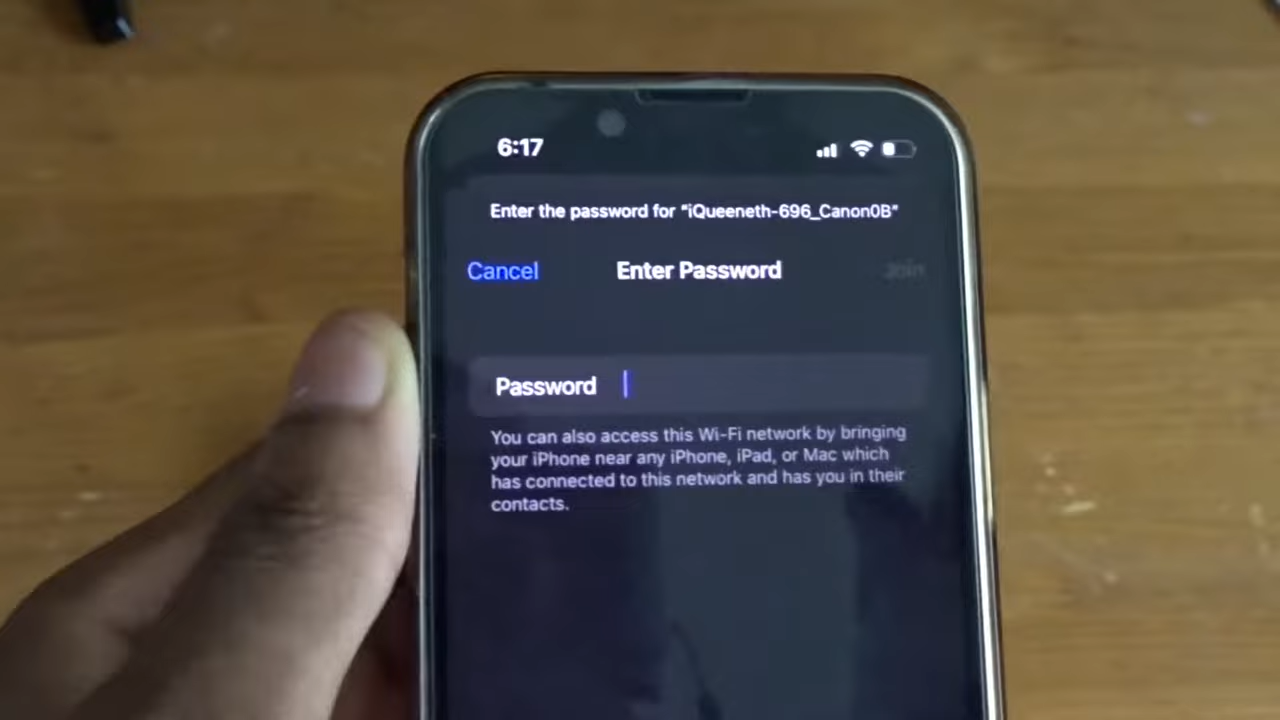 6:17
Enter the password for "iQueeneth-696_Canon0B"
Cancel
Enter Password
Join
Password
You can also access this Wi-Fi network by bringing
your iPhone near any iPhone, iPad, or Mac which
has connected to this network and has you in their
contacts.